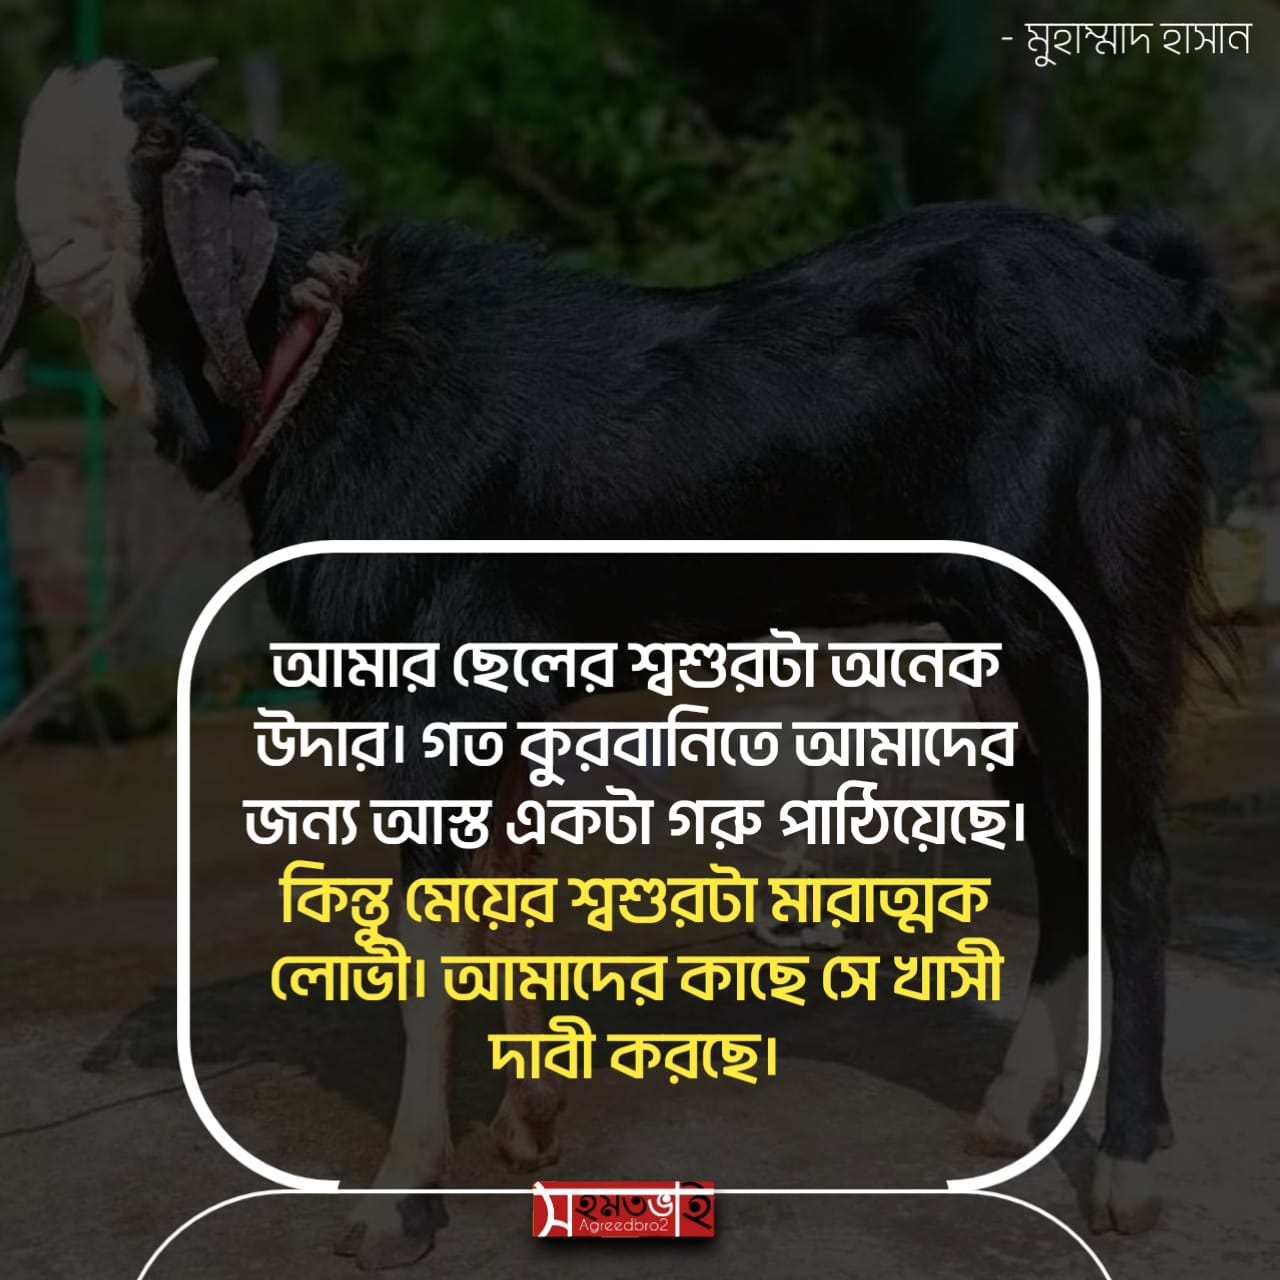 - মুহাম্মাদ হাসান
আমার ছেলের শ্বশুরটা অনেক
উদার। গত কুরবানিতে আমাদের
জন্য আস্ত একটা গরু পাঠিয়েছে।
কিন্তু মেয়ের শ্বশুরটা মারাত্মক
লোভী। আমাদের কাছে সে খাসী
দাবী করছে।
সহমতভাই
Agreedbro2